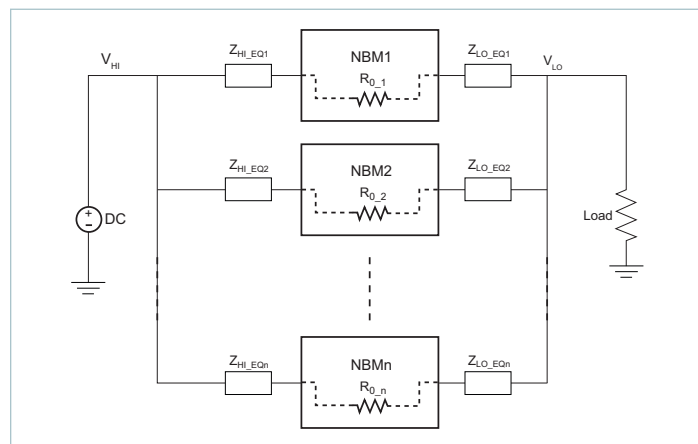 V_HI
Z_HI_EQ1
NBM1
R_0_1
Z_LO_EQ1
V_LO
Z_HI_EQ2
NBM2
R_0_2
Z_LO_EQ2
+
–
DC
Load
Z_HI_EQn
NBMn
R_0_n
Z_LO_EQn